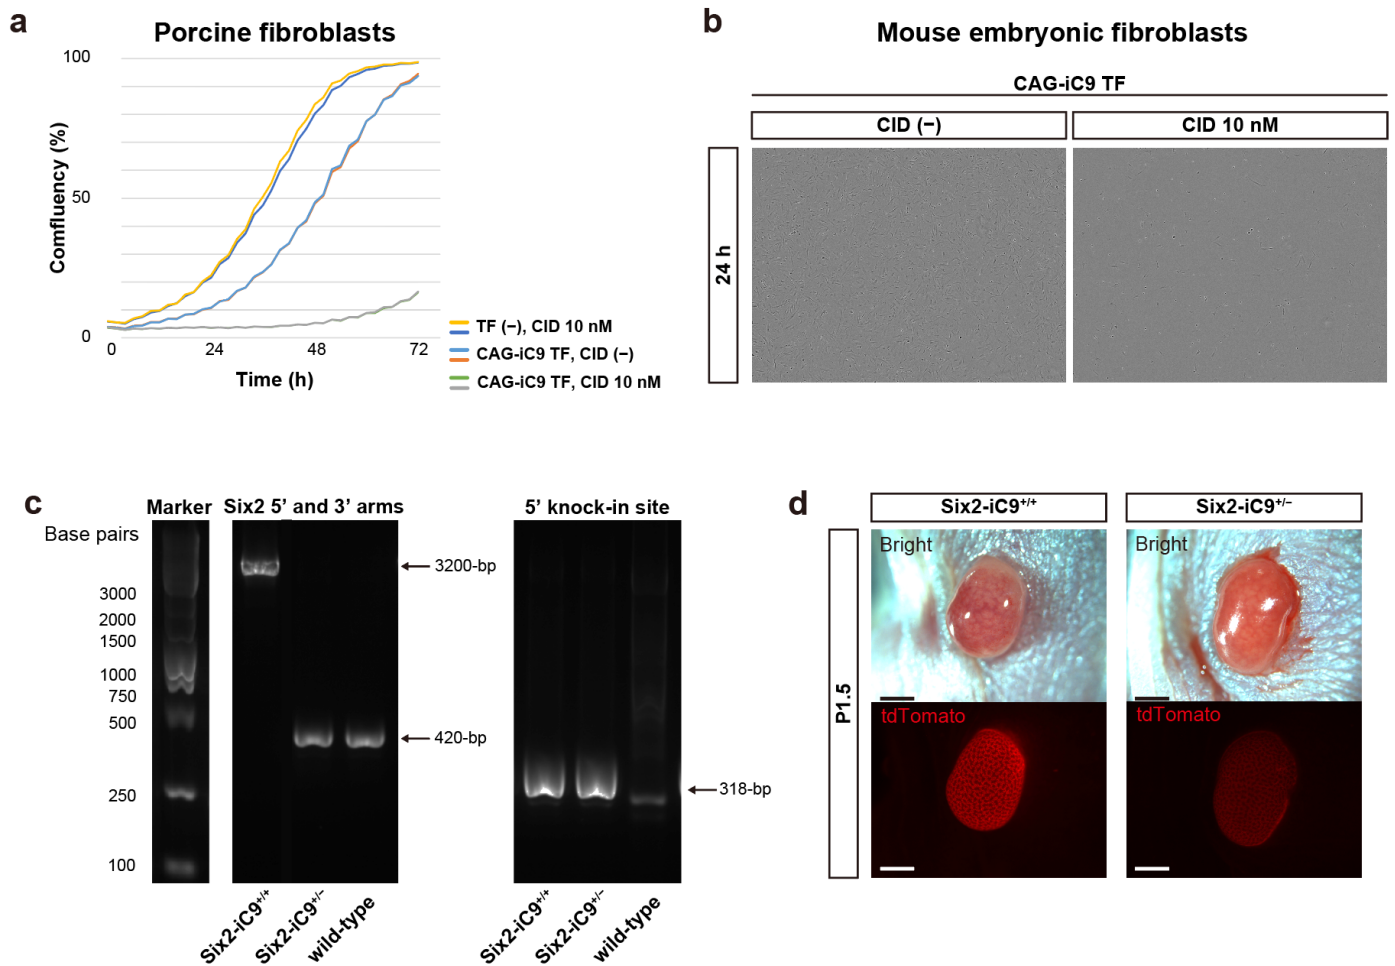 a
Porcine fibroblasts
100
50
0
Comfluency (%)
0 24 48 72
Time (h)
TF (−), CID 10 nM
CAG-iC9 TF, CID (−)
CAG-iC9 TF, CID 10 nM
b
Mouse embryonic fibroblasts
CAG-iC9 TF
CID (−) CID 10 nM
24 h
c
Marker Six2 5’ and 3’ arms 5’ knock-in site
Base pairs
3000
2000
1500
1000
750
500
250
100
3200-bp
420-bp
318-bp
Six2-iC9+/+ Six2-iC9+/− wild-type
Six2-iC9+/+ Six2-iC9+/− wild-type
d
Six2-iC9+/+ Six2-iC9+/−
P1.5
Bright Bright
tdTomato tdTomato